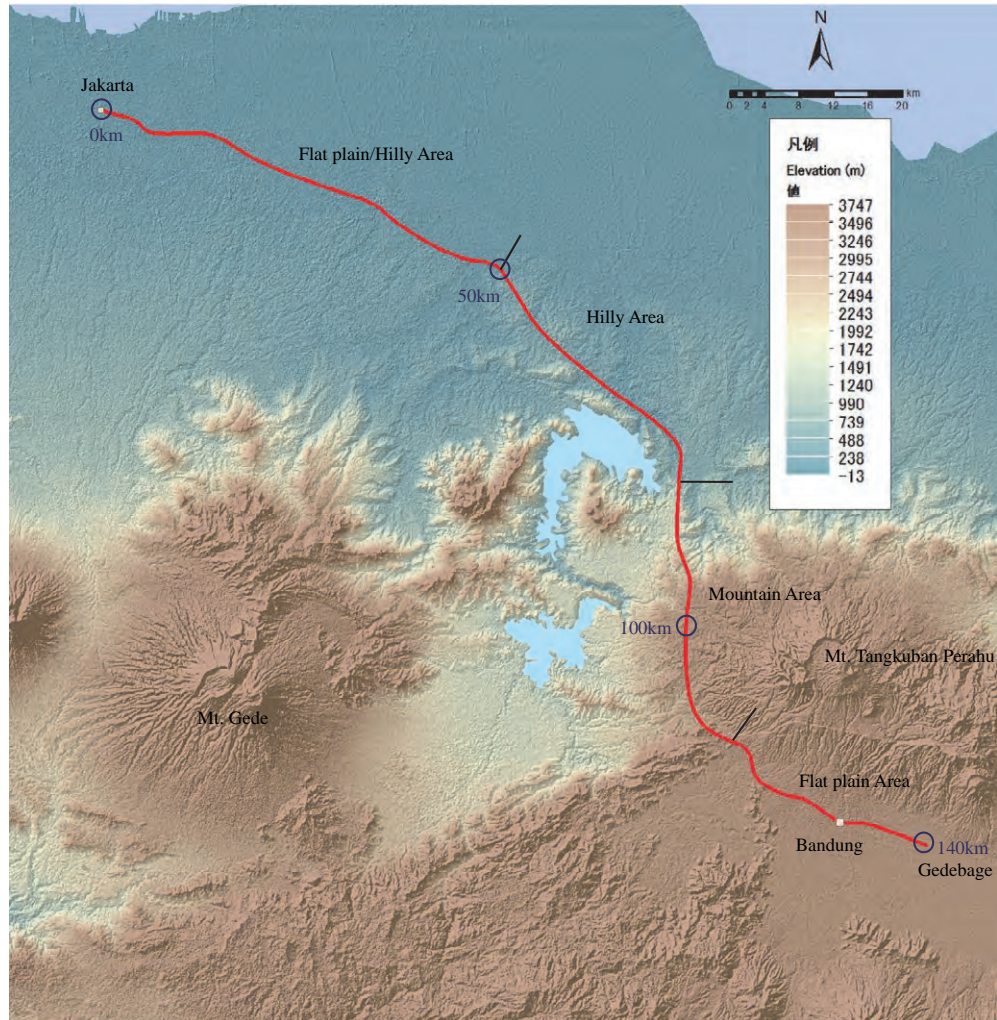 N
km
0 2 4 8 12 16 20
Jakarta
0km
Flat plain/Hilly Area
凡例
Elevation (m)
値
3747
3496
3246
2995
2744
2494
2243
1992
1742
1491
1240
990
739
488
238
-13
50km
Hilly Area
Mountain Area
100km
Mt. Tangkuban Perahu
Mt. Gede
Flat plain Area
Bandung
140km
Gedebage